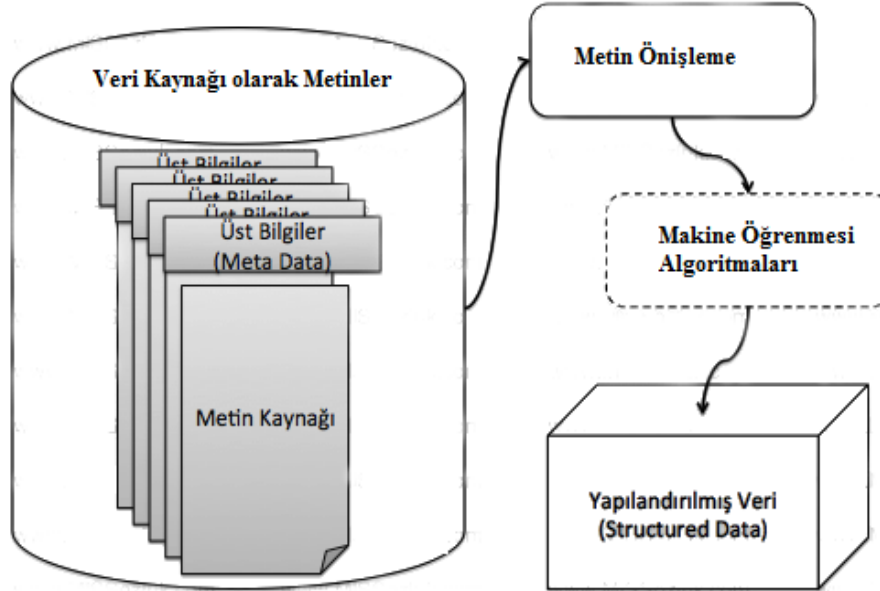 Veri Kaynağı olarak Metinler
Üst Bilgiler
Üst Bilgiler
Üst Bilgiler
Üst Bilgiler
Üst Bilgiler
(Meta Data)
Metin Kaynağı
Metin Önişleme
Makine Öğrenmesi
Algoritmaları
Yapılandırılmış Veri
(Structured Data)